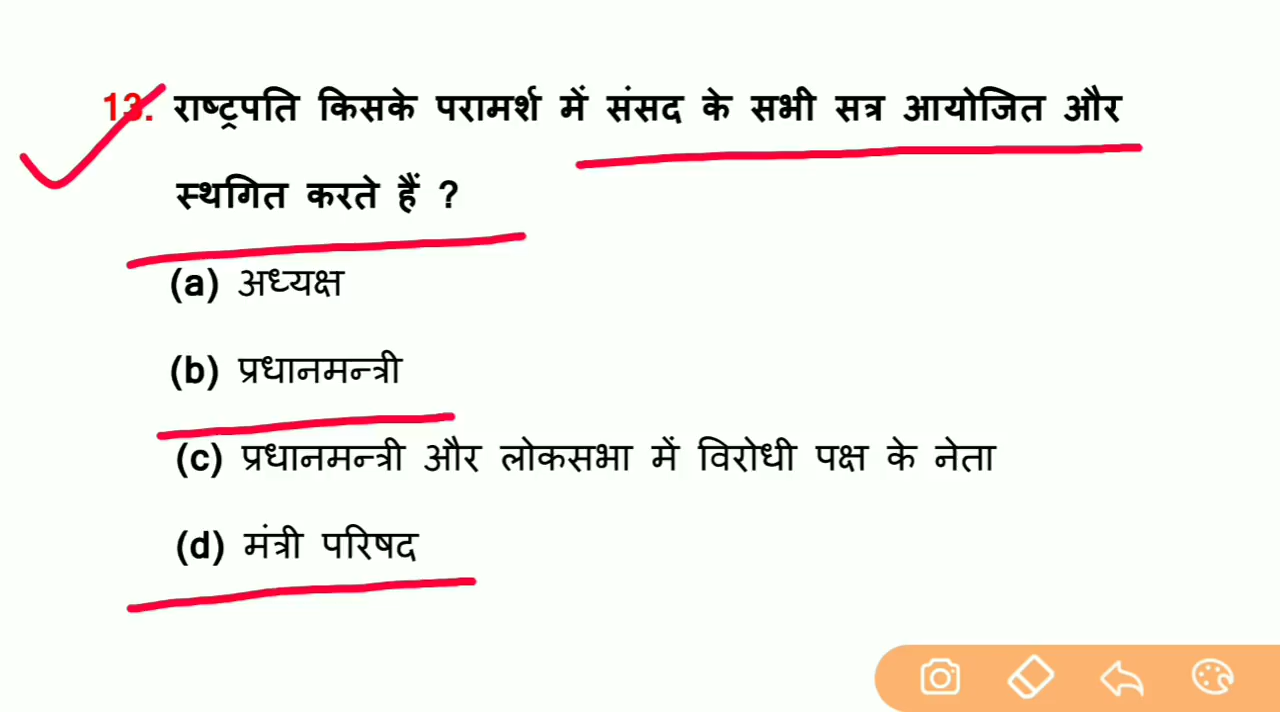 13. राष्ट्रपति किसके परामर्श में संसद के सभी सत्र आयोजित और
स्थगित करते हैं ?
(a) अध्यक्ष
(b) प्रधानमन्त्री
(c) प्रधानमन्त्री और लोकसभा में विरोधी पक्ष के नेता
(d) मंत्री परिषद